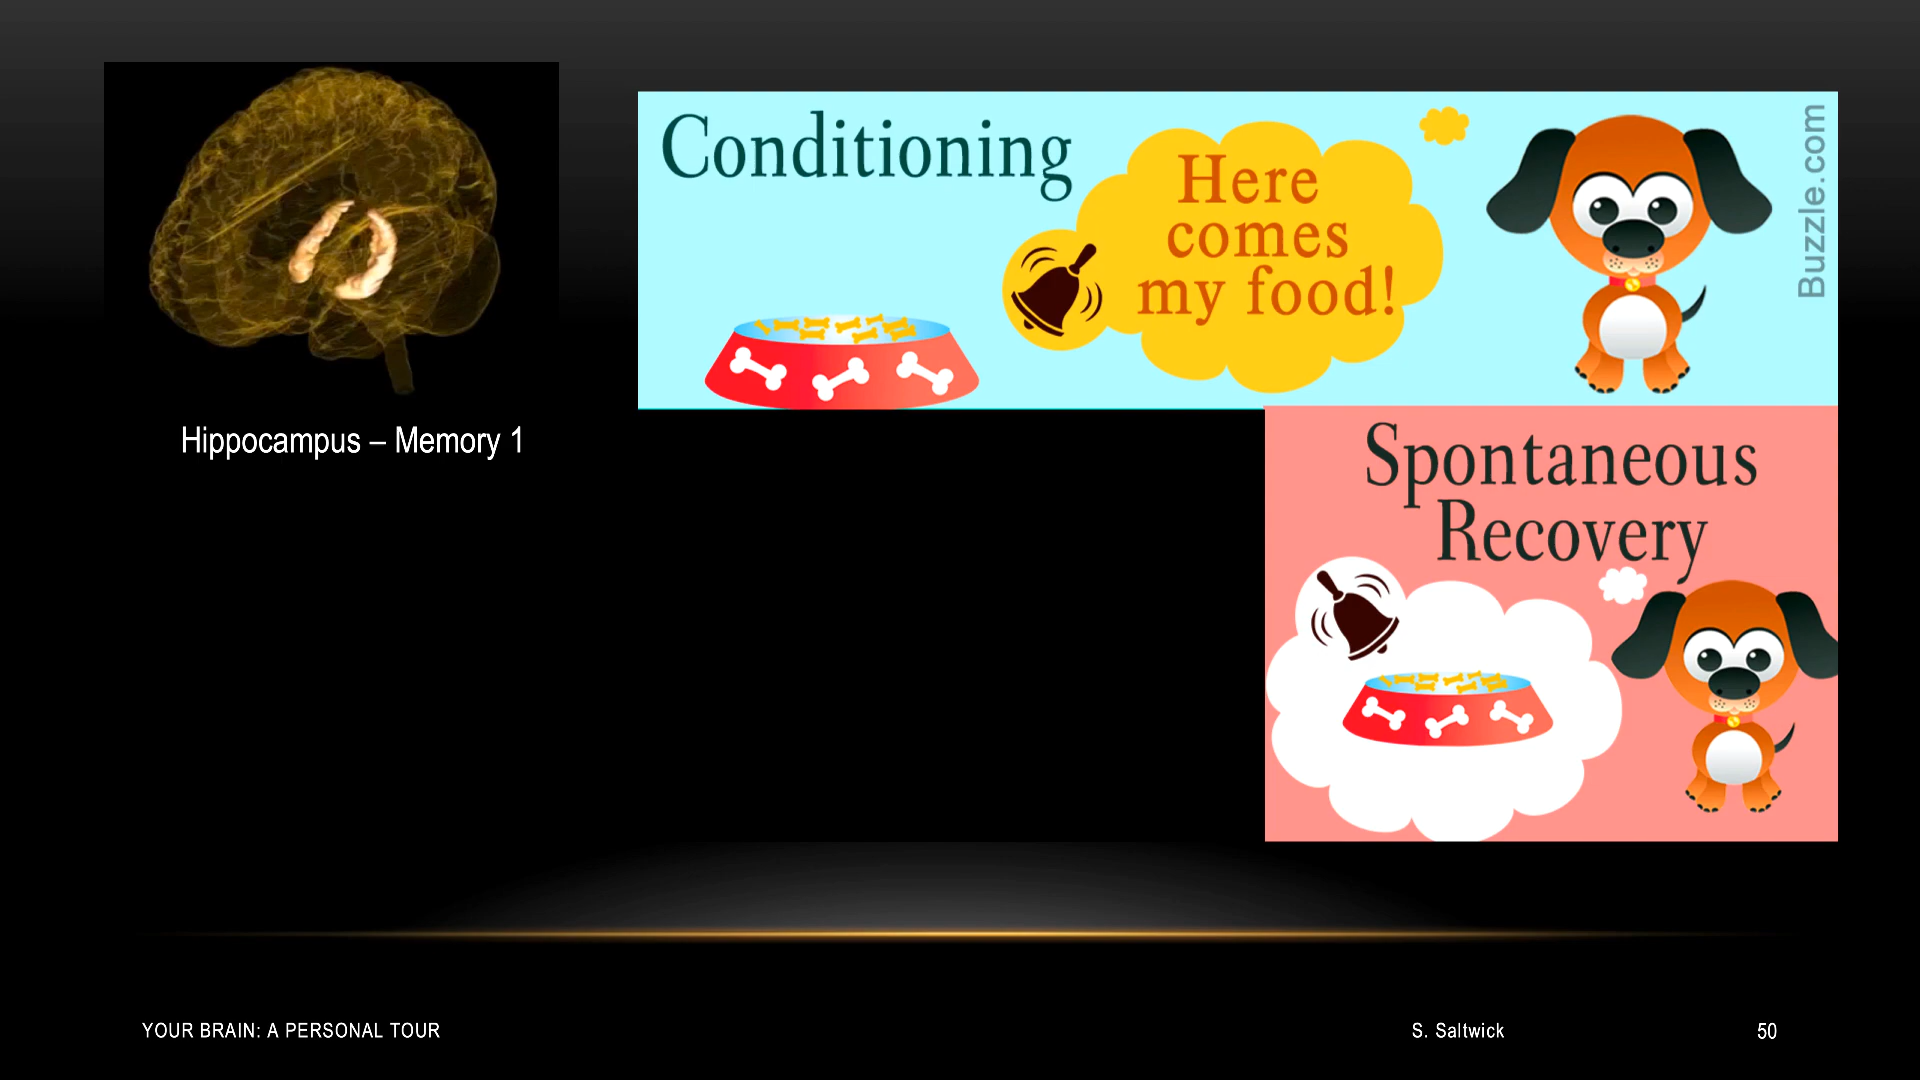 Conditioning
Here
comes
my food!
Buzzle.com
Hippocampus – Memory 1
Spontaneous
Recovery
YOUR BRAIN: A PERSONAL TOUR
S. Saltwick
50